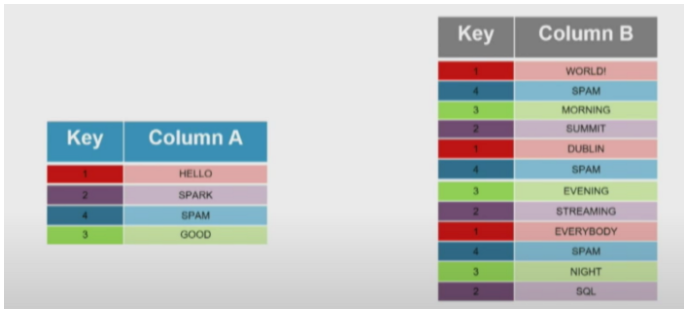 Key Column A
1 HELLO
2 SPARK
4 SPAM
3 GOOD
Key Column B
1 WORLD!
4 SPAM
3 MORNING
2 SUMMIT
1 DUBLIN
4 SPAM
3 EVENING
2 STREAMING
1 EVERYBODY
4 SPAM
3 NIGHT
2 SQL